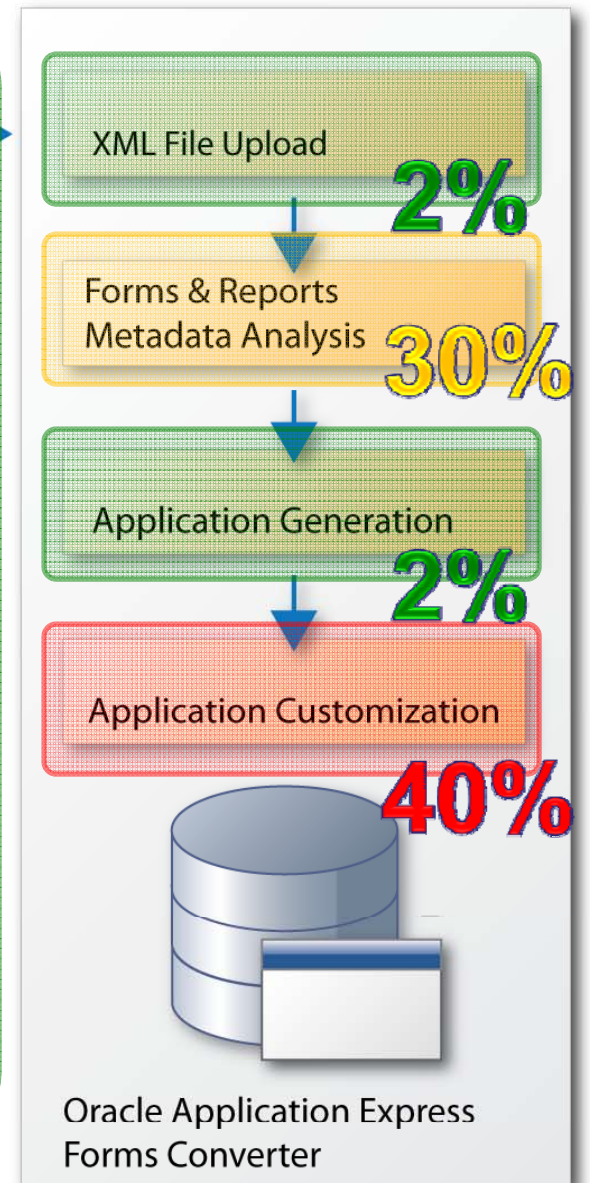 XML File Upload
2%
Forms & Reports
Metadata Analysis
30%
Application Generation
2%
Application Customization
40%
Oracle Application Express
Forms Converter